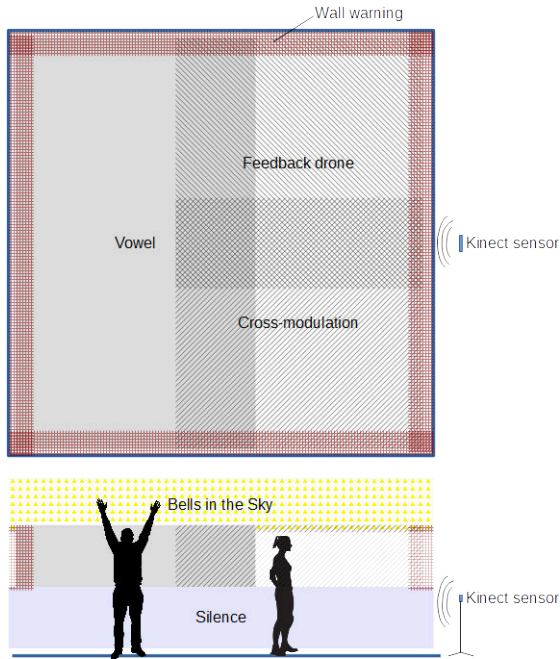 Wall warning
Feedback drone
Vowel
Kinect sensor
Cross-modulation
Bells in the Sky
Kinect sensor
Silence